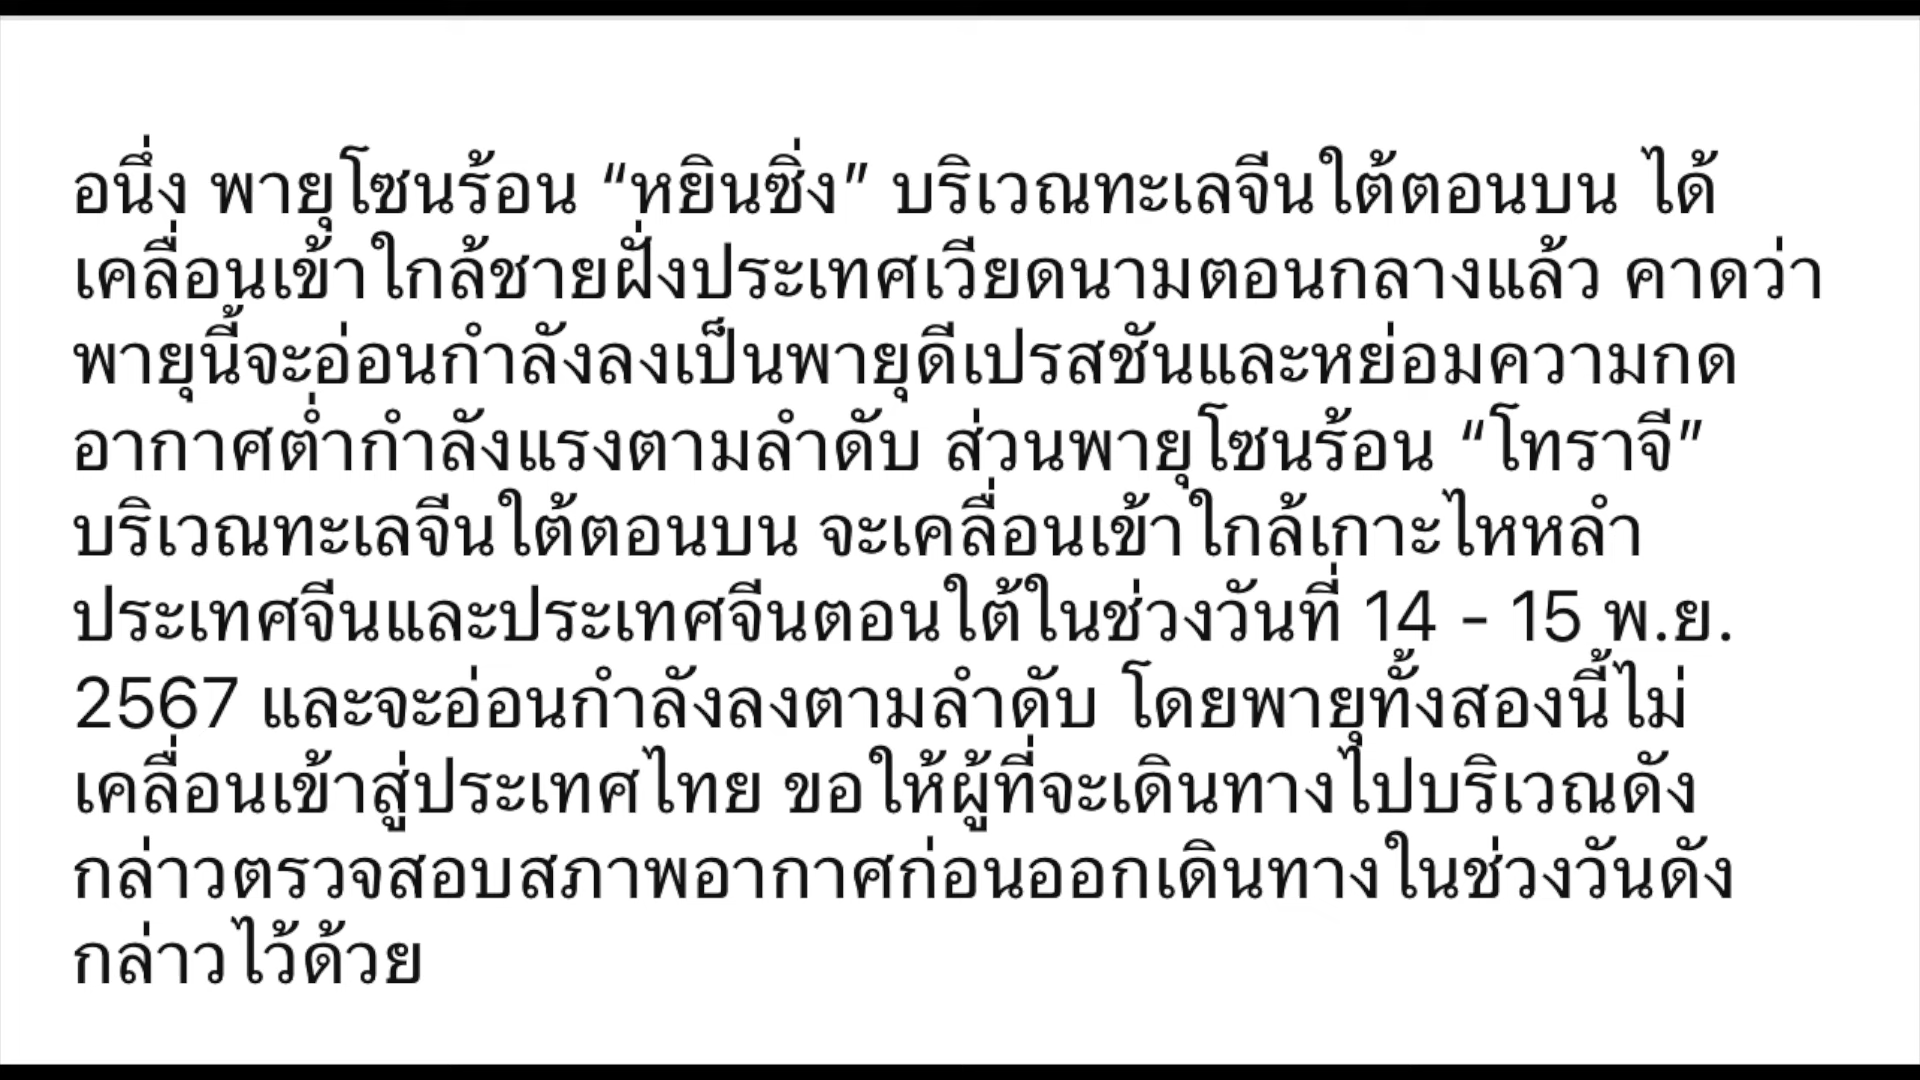 อนึ่ง พายุโซนร้อน “หยินซิ่ง” บริเวณทะเลจีนใต้ตอนบน ได้
เคลื่อนเข้าใกล้ชายฝั่งประเทศเวียดนามตอนกลางแล้ว คาดว่า
พายุนี้จะอ่อนกำลังลงเป็นพายุดีเปรสชันและหย่อมความกด
อากาศต่ำกำลังแรงตามลำดับ ส่วนพายุโซนร้อน “โทราจี”
บริเวณทะเลจีนใต้ตอนบน จะเคลื่อนเข้าใกล้เกาะไหหลำ
ประเทศจีนและประเทศจีนตอนใต้ในช่วงวันที่ 14 - 15 พ.ย.
2567 และจะอ่อนกำลังลงตามลำดับ โดยพายุทั้งสองนี้ไม่
เคลื่อนเข้าสู่ประเทศไทย ขอให้ผู้ที่จะเดินทางไปบริเวณดัง
กล่าวตรวจสอบสภาพอากาศก่อนออกเดินทางในช่วงวันดัง
กล่าวไว้ด้วย